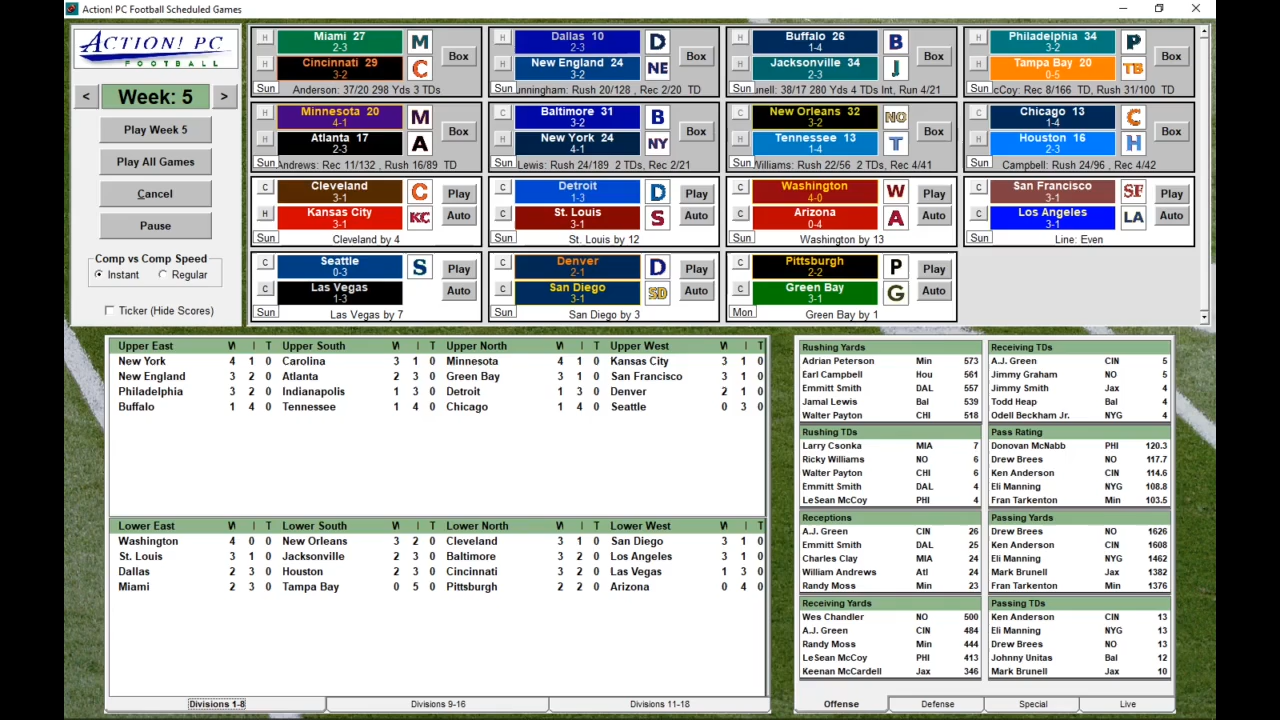 Action! PC Football Scheduled Games
ACTION! PC
FOOTBALL
< Week: 5 >
Play Week 5
Play All Games
Cancel
Pause
Comp vs Comp Speed
Instant Regular
Ticker (Hide Scores)
H Miami 27 M
2-3
H Cincinnati 29 C Box
3-2
Sun Anderson: 37/20 298 Yds 3 TDs
H Dallas 10 D
2-3
H New England 24 NE Box
3-2
Sun unningham: Rush 20/128 , Rec 2/20 TD
H Buffalo 26 B
1-4
H Jacksonville 34 J Box
2-3
Sun nell: 38/17 280 Yds 4 TDs Int, Run 4/21
H Philadelphia 34 P
3-2
H Tampa Bay 20 TB Box
0-5
Sun cCoy: Rec 8/166 TD, Rush 31/100 TD
H Minnesota 20 M
4-1
H Atlanta 17 A Box
2-3
Sun Andrews: Rec 11/132 , Rush 16/89 TD
H Baltimore 31 B
3-2
H New York 24 NY Box
4-1
Sun Lewis: Rush 24/189 2 TDs, Rec 2/21
H New Orleans 32 NO
3-2
H Tennessee 13 T Box
1-4
Sun Williams: Rush 22/56 2 TDs, Rec 4/41
H Chicago 13 C
1-4
H Houston 16 H Box
2-3
Sun Campbell: Rush 24/96 , Rec 4/42
C Cleveland C Play
3-1
H Kansas City KC Auto
3-1
Sun Cleveland by 4
C Detroit D Play
1-3
C St. Louis S Auto
3-1
Sun St. Louis by 12
C Washington W Play
4-0
C Arizona A Auto
0-4
Sun Washington by 13
C San Francisco SF Play
3-1
C Los Angeles LA Auto
3-1
Sun Line: Even
C Seattle S Play
0-3
C Las Vegas Auto
1-3
Sun Las Vegas by 7
C Denver D Play
2-1
C San Diego SD Auto
3-1
Sun San Diego by 3
C Pittsburgh P Play
2-2
C Green Bay G Auto
3-1
Mon Green Bay by 1
Upper East W l T Upper South W l T Upper North W l T Upper West W l T
New York 4 1 0 Carolina 3 1 0 Minnesota 4 1 0 Kansas City 3 1 0
New England 3 2 0 Atlanta 2 3 0 Green Bay 3 1 0 San Francisco 3 1 0
Philadelphia 3 2 0 Indianapolis 1 3 0 Detroit 1 3 0 Denver 2 1 0
Buffalo 1 4 0 Tennessee 1 4 0 Chicago 1 4 0 Seattle 0 3 0
Lower East W l T Lower South W l T Lower North W l T Lower West W l T
Washington 4 0 0 New Orleans 3 2 0 Cleveland 3 1 0 San Diego 3 1 0
St. Louis 3 1 0 Jacksonville 2 3 0 Baltimore 3 2 0 Los Angeles 3 1 0
Dallas 2 3 0 Houston 2 3 0 Cincinnati 3 2 0 Las Vegas 1 3 0
Miami 2 3 0 Tampa Bay 0 5 0 Pittsburgh 2 2 0 Arizona 0 4 0
Divisions 1-8 Divisions 9-16 Divisions 11-18
Rushing Yards
Adrian Peterson Min 573
Earl Campbell Hou 561
Emmitt Smith DAL 557
Jamal Lewis Bal 539
Walter Payton CHI 518
Receiving TDs
A.J. Green CIN 5
Jimmy Graham NO 5
Jimmy Smith Jax 4
Todd Heap Bal 4
Odell Beckham Jr. NYG 4
Rushing TDs
Larry Csonka MIA 7
Ricky Williams NO 6
Walter Payton CHI 6
Emmitt Smith DAL 4
LeSean McCoy PHI 4
Pass Rating
Donovan McNabb PHI 120.3
Drew Brees NO 117.7
Ken Anderson CIN 114.6
Eli Manning NYG 108.8
Fran Tarkenton Min 103.5
Receptions
A.J. Green CIN 26
Emmitt Smith DAL 25
Charles Clay MIA 24
William Andrews Atl 24
Randy Moss Min 23
Passing Yards
Drew Brees NO 1626
Ken Anderson CIN 1608
Eli Manning NYG 1462
Mark Brunell Jax 1382
Fran Tarkenton Min 1376
Receiving Yards
Wes Chandler NO 500
A.J. Green CIN 484
Randy Moss Min 444
LeSean McCoy PHI 413
Keenan McCardell Jax 346
Passing TDs
Ken Anderson CIN 13
Eli Manning NYG 13
Drew Brees NO 13
Johnny Unitas Bal 12
Mark Brunell Jax 10
Offense Defense Special Live